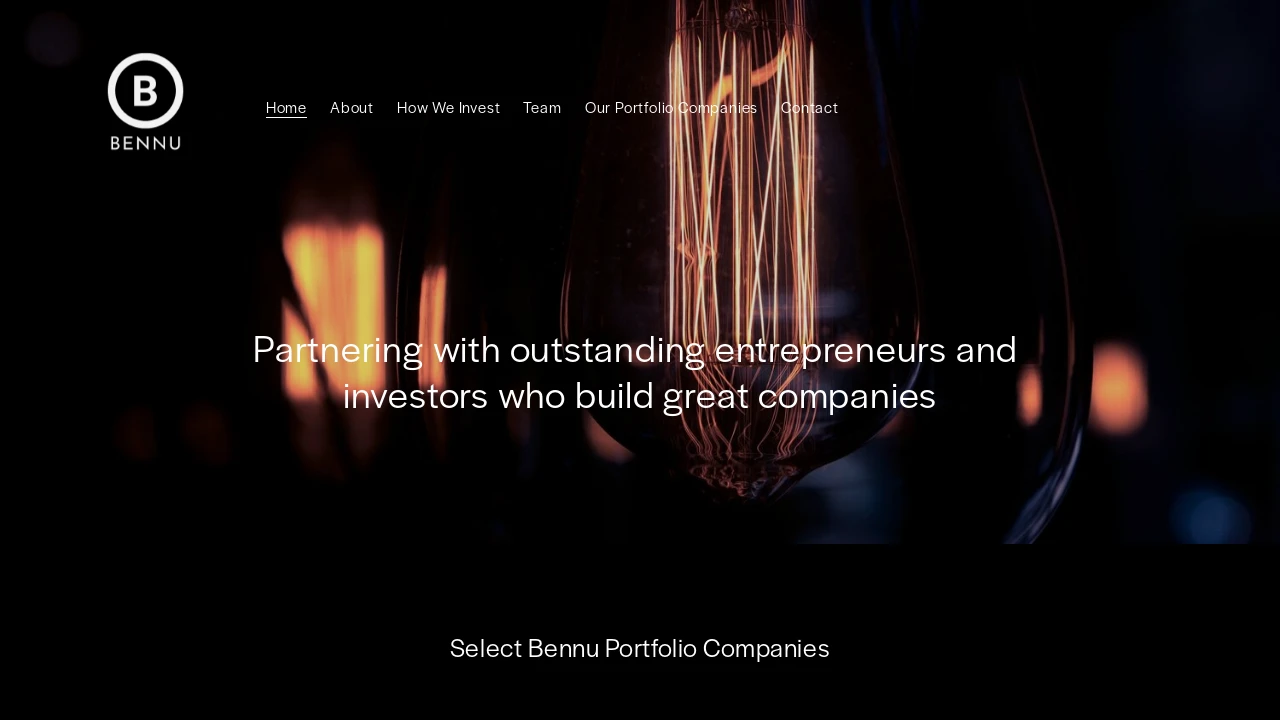 B
BENNU
Home About How We Invest Team Our Portfolio Companies Contact
Partnering with outstanding entrepreneurs and
investors who build great companies
Select Bennu Portfolio Companies